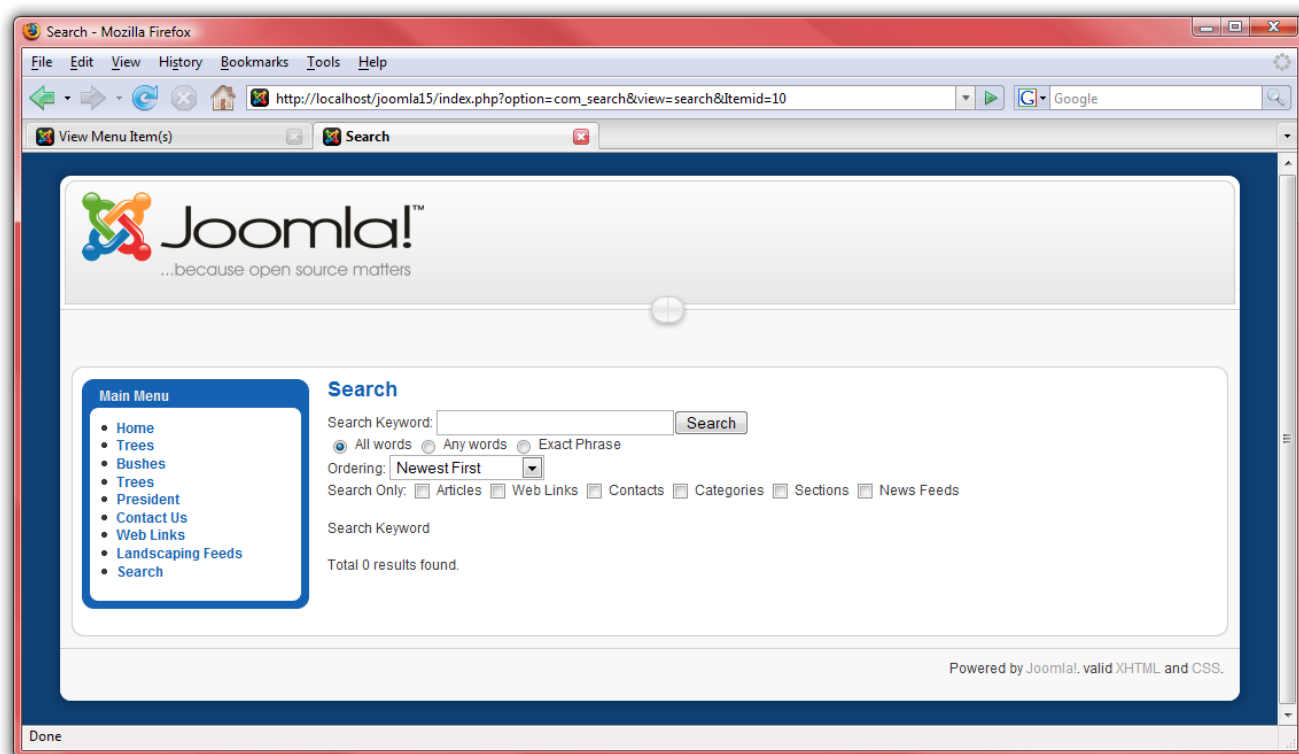 Search - Mozilla Firefox
File Edit View History Bookmarks Tools Help
http://localhost/joomla15/index.php?option=com_search&view=search&Itemid=10
G Google
View Menu Item(s)
Search
Joomla!™
...because open source matters
Main Menu
Home
Trees
Bushes
Trees
President
Contact Us
Web Links
Landscaping Feeds
Search
Search
Search Keyword: Search
All words Any words Exact Phrase
Ordering: Newest First
Search Only: Articles Web Links Contacts Categories Sections News Feeds
Search Keyword
Total 0 results found.
Powered by Joomla!. valid XHTML and CSS.
Done